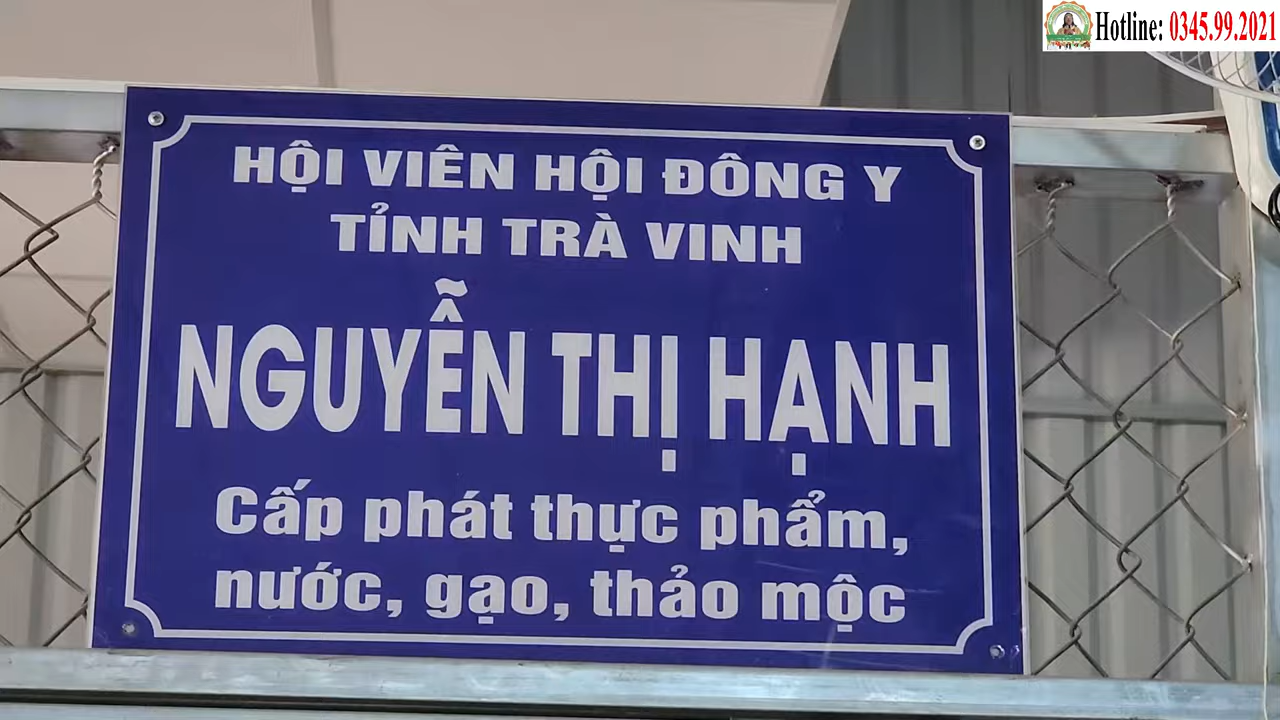 Hotline: 0345.99.2021
HỘI VIÊN HỘI ĐÔNG Y
TỈNH TRÀ VINH
NGUYỄN THỊ HẠNH
Cấp phát thực phẩm,
nước, gạo, thảo mộc